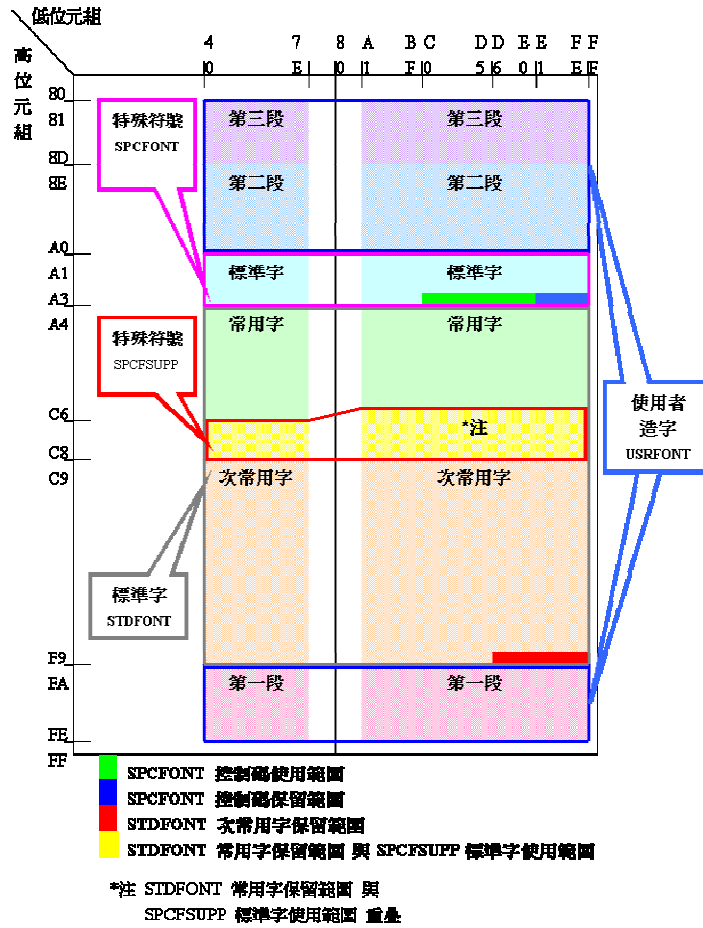 低位元組
高位元組
4 7 8 A B C D D E E F F
0 E 0 1 F 0 5 6 0 1 E F
80
81
8D
8E
A0
A1
A3
A4
C6
C8
C9
F9
FA
FE
FF
特殊符號
SPCFONT
第三段 第三段
第二段 第二段
標準字 標準字
常用字 常用字
特殊符號
SPCFSUPP
*注
使用者
造字
USRFONT
次常用字 次常用字
標準字
STDFONT
第一段 第一段
SPCFONT 控制碼使用範圍
SPCFONT 控制碼保留範圍
STDFONT 次常用字保留範圍
STDFONT 常用字保留範圍 與 SPCFSUPP 標準字使用範圍
*注 STDFONT 常用字保留範圍 與
SPCFSUPP 標準字使用範圍 重疊